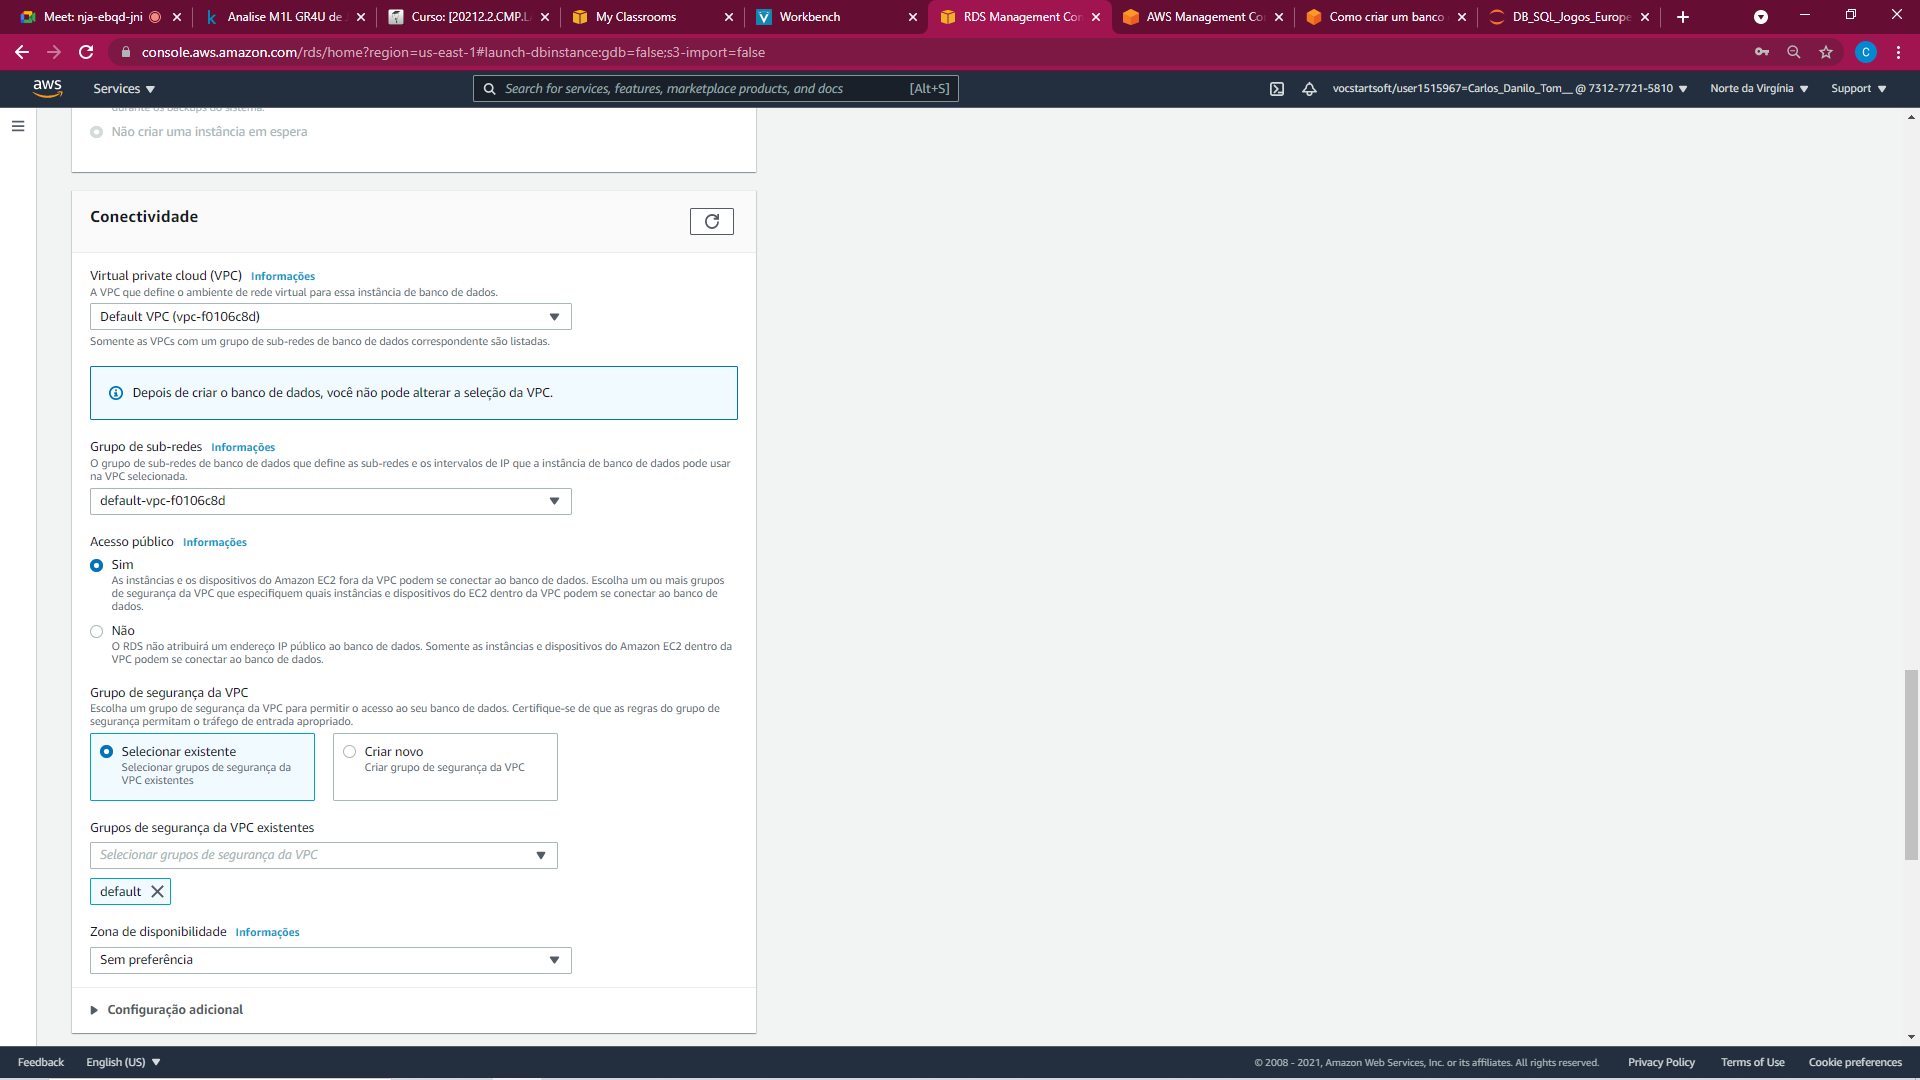 Meet: nja-ebqd-jni
Analise M1L GR4U de
Curso: [20212.2.CMP.L
My Classrooms
Workbench
RDS Management Con
AWS Management Co
Como criar um banco
DB_SQL_Jogos_Europe
console.aws.amazon.com/rds/home?region=us-east-1#launch-dbinstance:gdb=false;s3-import=false
C
aws
Services
Search for services, features, marketplace products, and docs
[Alt+S]
vocstartsoft/user1515967=Carlos_Danilo_Tom__ @ 7312-7721-5810
Norte da Virgínia
Support
durante os backups do sistema.
Não criar uma instância em espera
Conectividade
Virtual private cloud (VPC) Informações
A VPC que define o ambiente de rede virtual para essa instância de banco de dados.
Default VPC (vpc-f0106c8d)
Somente as VPCs com um grupo de sub-redes de banco de dados correspondente são listadas.
Depois de criar o banco de dados, você não pode alterar a seleção da VPC.
Grupo de sub-redes Informações
O grupo de sub-redes de banco de dados que define as sub-redes e os intervalos de IP que a instância de banco de dados pode usar
na VPC selecionada.
default-vpc-f0106c8d
Acesso público Informações
Sim
As instâncias e os dispositivos do Amazon EC2 fora da VPC podem se conectar ao banco de dados. Escolha um ou mais grupos
de segurança da VPC que especifiquem quais instâncias e dispositivos do EC2 dentro da VPC podem se conectar ao banco de
dados.
Não
O RDS não atribuirá um endereço IP público ao banco de dados. Somente as instâncias e dispositivos do Amazon EC2 dentro da
VPC podem se conectar ao banco de dados.
Grupo de segurança da VPC
Escolha um grupo de segurança da VPC para permitir o acesso ao seu banco de dados. Certifique-se de que as regras do grupo de
segurança permitam o tráfego de entrada apropriado.
Selecionar existente
Selecionar grupos de segurança da
VPC existentes
Criar novo
Criar grupo de segurança da VPC
Grupos de segurança da VPC existentes
Selecionar grupos de segurança da VPC
default
Zona de disponibilidade Informações
Sem preferência
Configuração adicional
Feedback
English (US)
© 2008 - 2021, Amazon Web Services, Inc. or its affiliates. All rights reserved.
Privacy Policy
Terms of Use
Cookie preferences